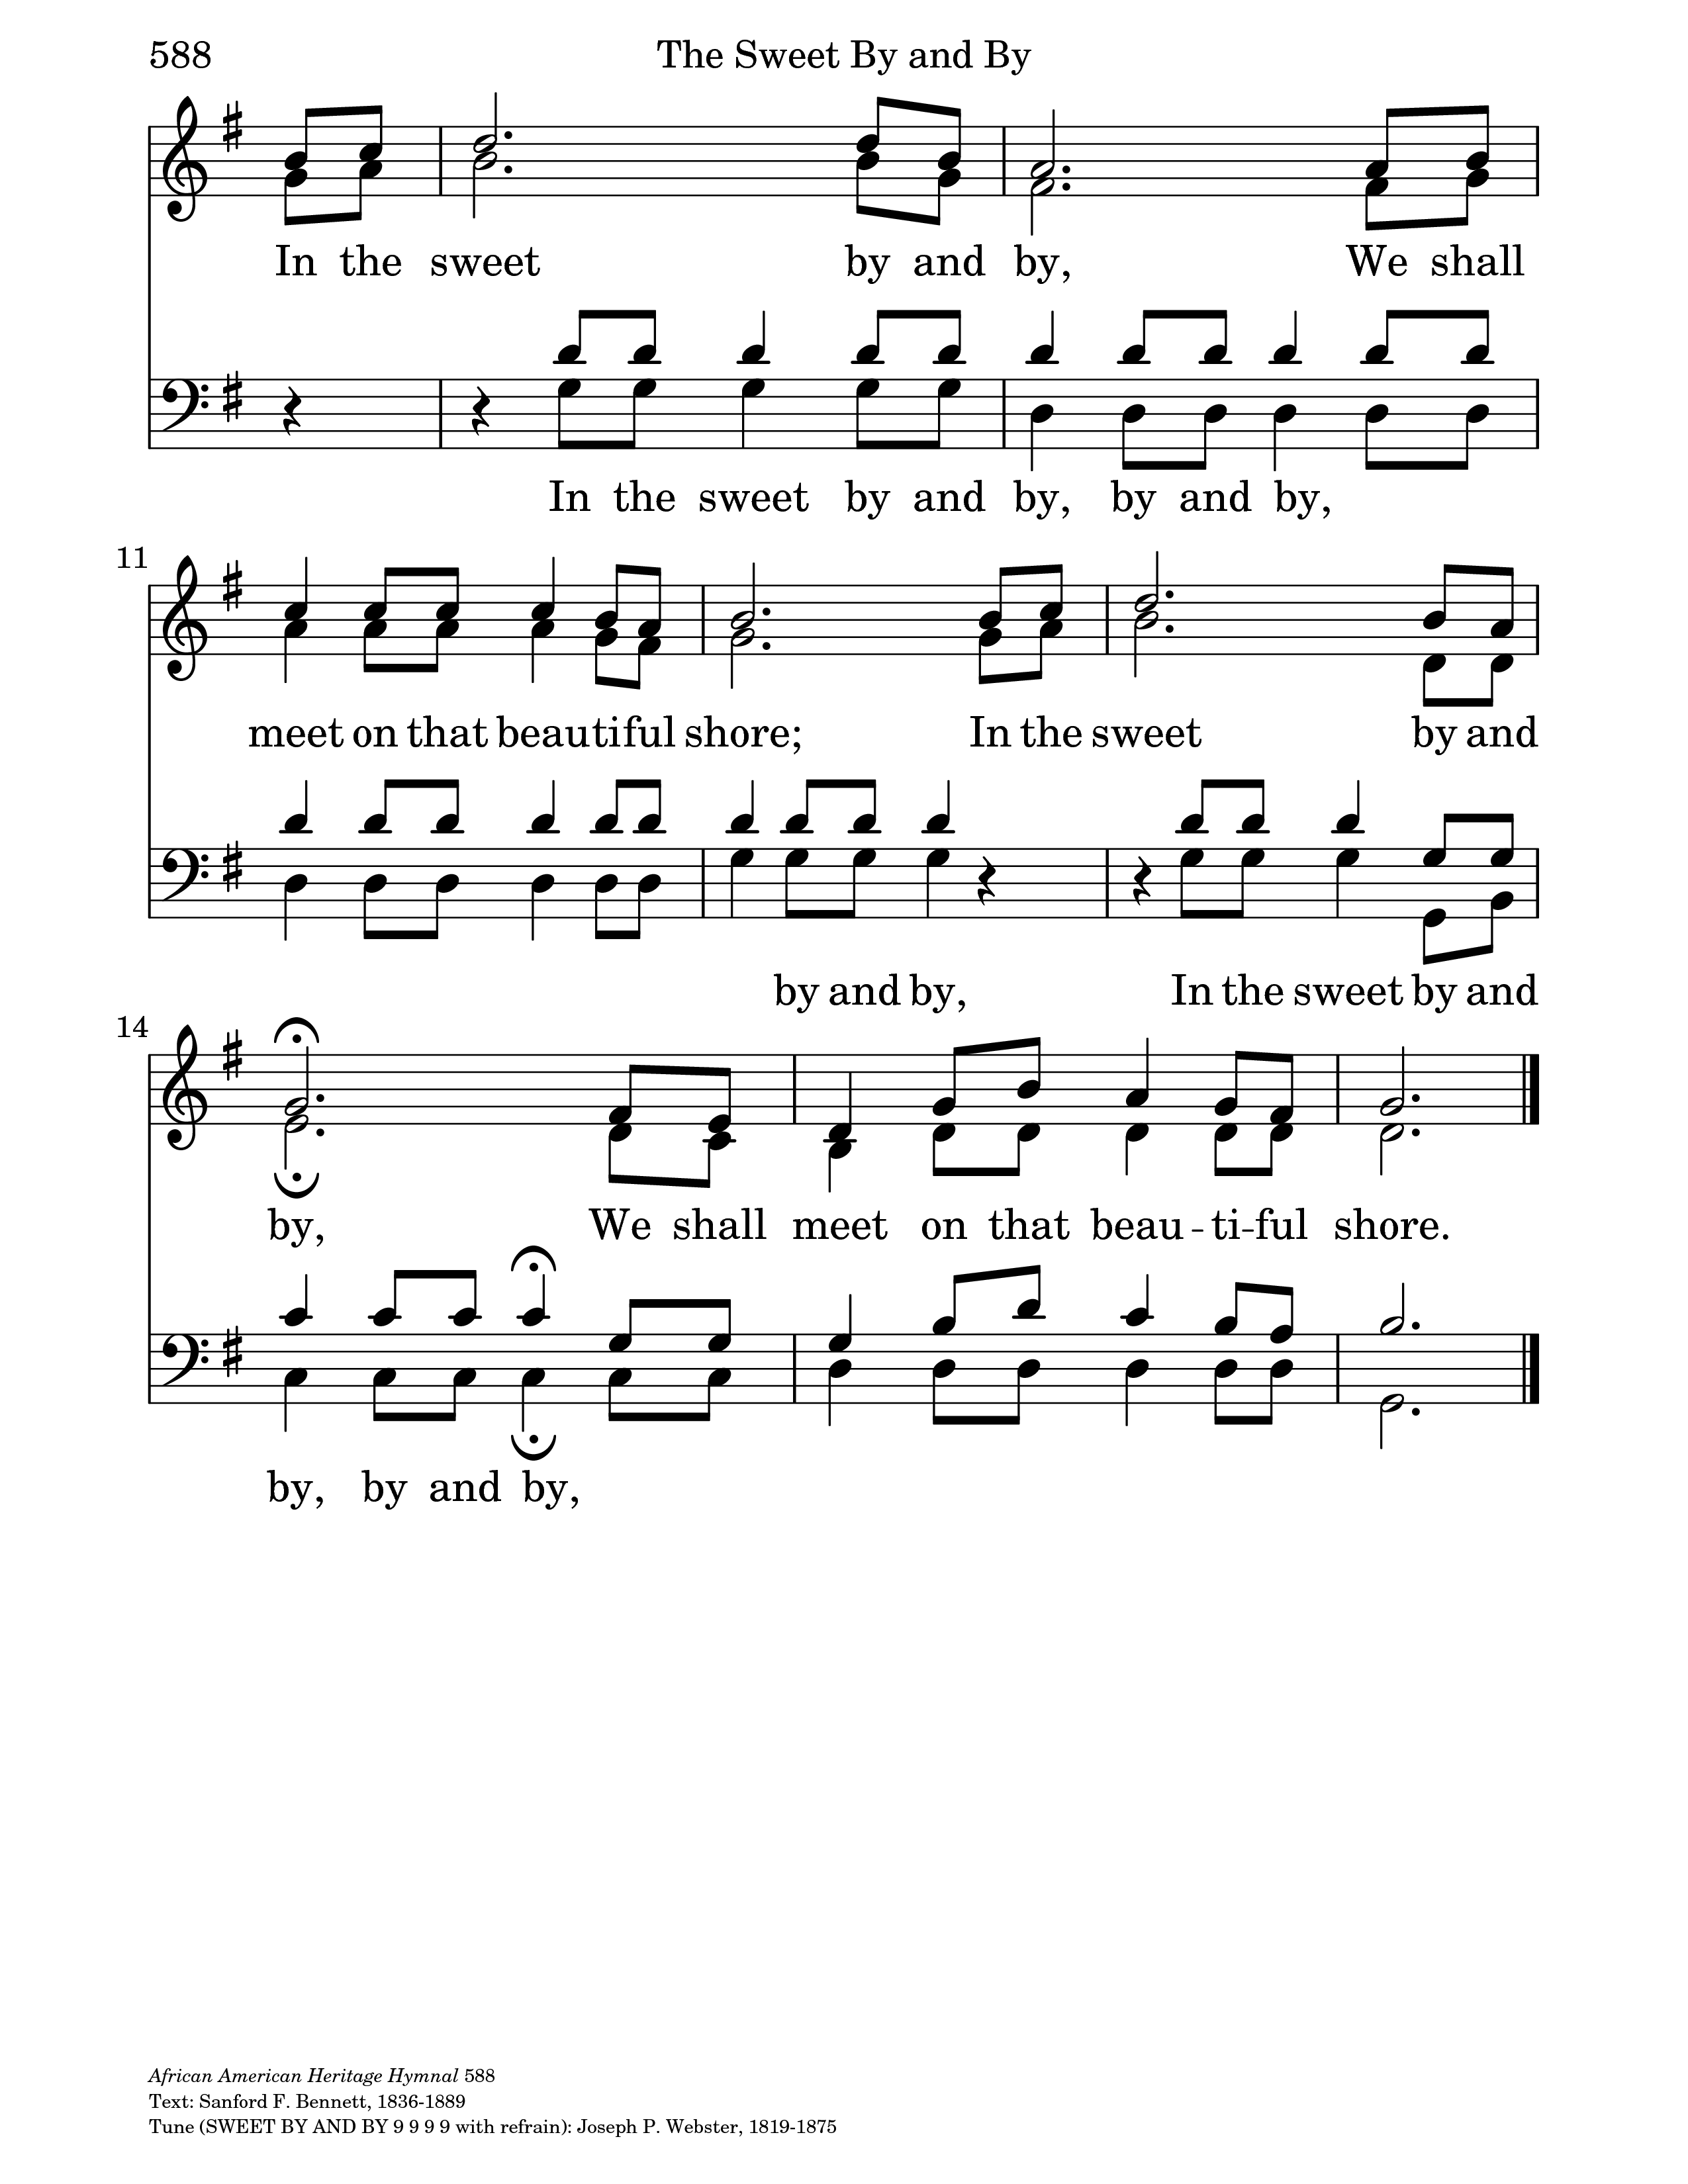 588 The Sweet By and By
In the sweet by and by, We shall
In the sweet by and by, by and by,
11
meet on that beautiful shore; In the sweet by and
by and by, In the sweet by and
14
by, We shall meet on that beau - ti - ful shore.
by, by and by,
African American Heritage Hymnal 588
Text: Sanford F. Bennett, 1836-1889
Tune (SWEET BY AND BY 9 9 9 9 with refrain): Joseph P. Webster, 1819-1875